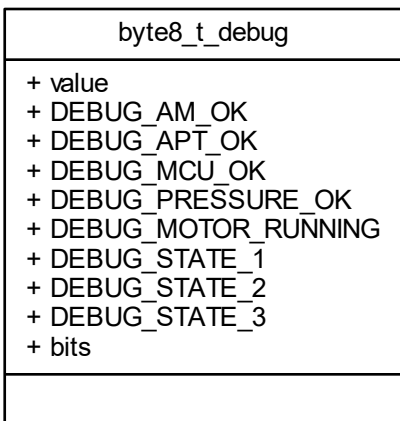 byte8_t_debug
+ value
+ DEBUG_AM_OK
+ DEBUG_APT_OK
+ DEBUG_MCU_OK
+ DEBUG_PRESSURE_OK
+ DEBUG_MOTOR_RUNNING
+ DEBUG_STATE_1
+ DEBUG_STATE_2
+ DEBUG_STATE_3
+ bits